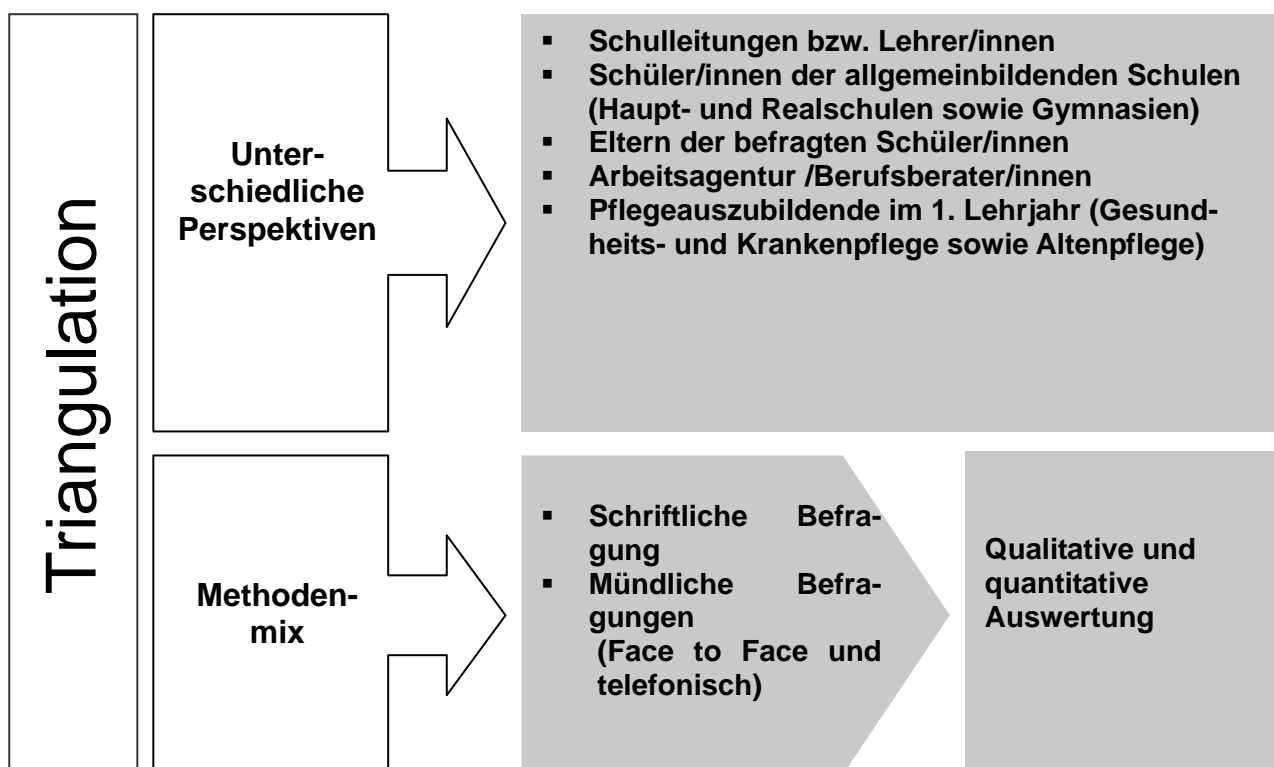 Triangulation
Unter-
schiedliche
Perspektiven
▪ Schulleitungen bzw. Lehrer/innen
▪ Schüler/innen der allgemeinbildenden Schulen
(Haupt- und Realschulen sowie Gymnasien)
▪ Eltern der befragten Schüler/innen
▪ Arbeitsagentur /Berufsberater/innen
▪ Pflegeauszubildende im 1. Lehrjahr (Gesund-
heits- und Krankenpflege sowie Altenpflege)
Methoden-
mix
▪ Schriftliche Befra-
gung
▪ Mündliche Befra-
gungen
(Face to Face und
telefonisch)
Qualitative und
quantitative
Auswertung